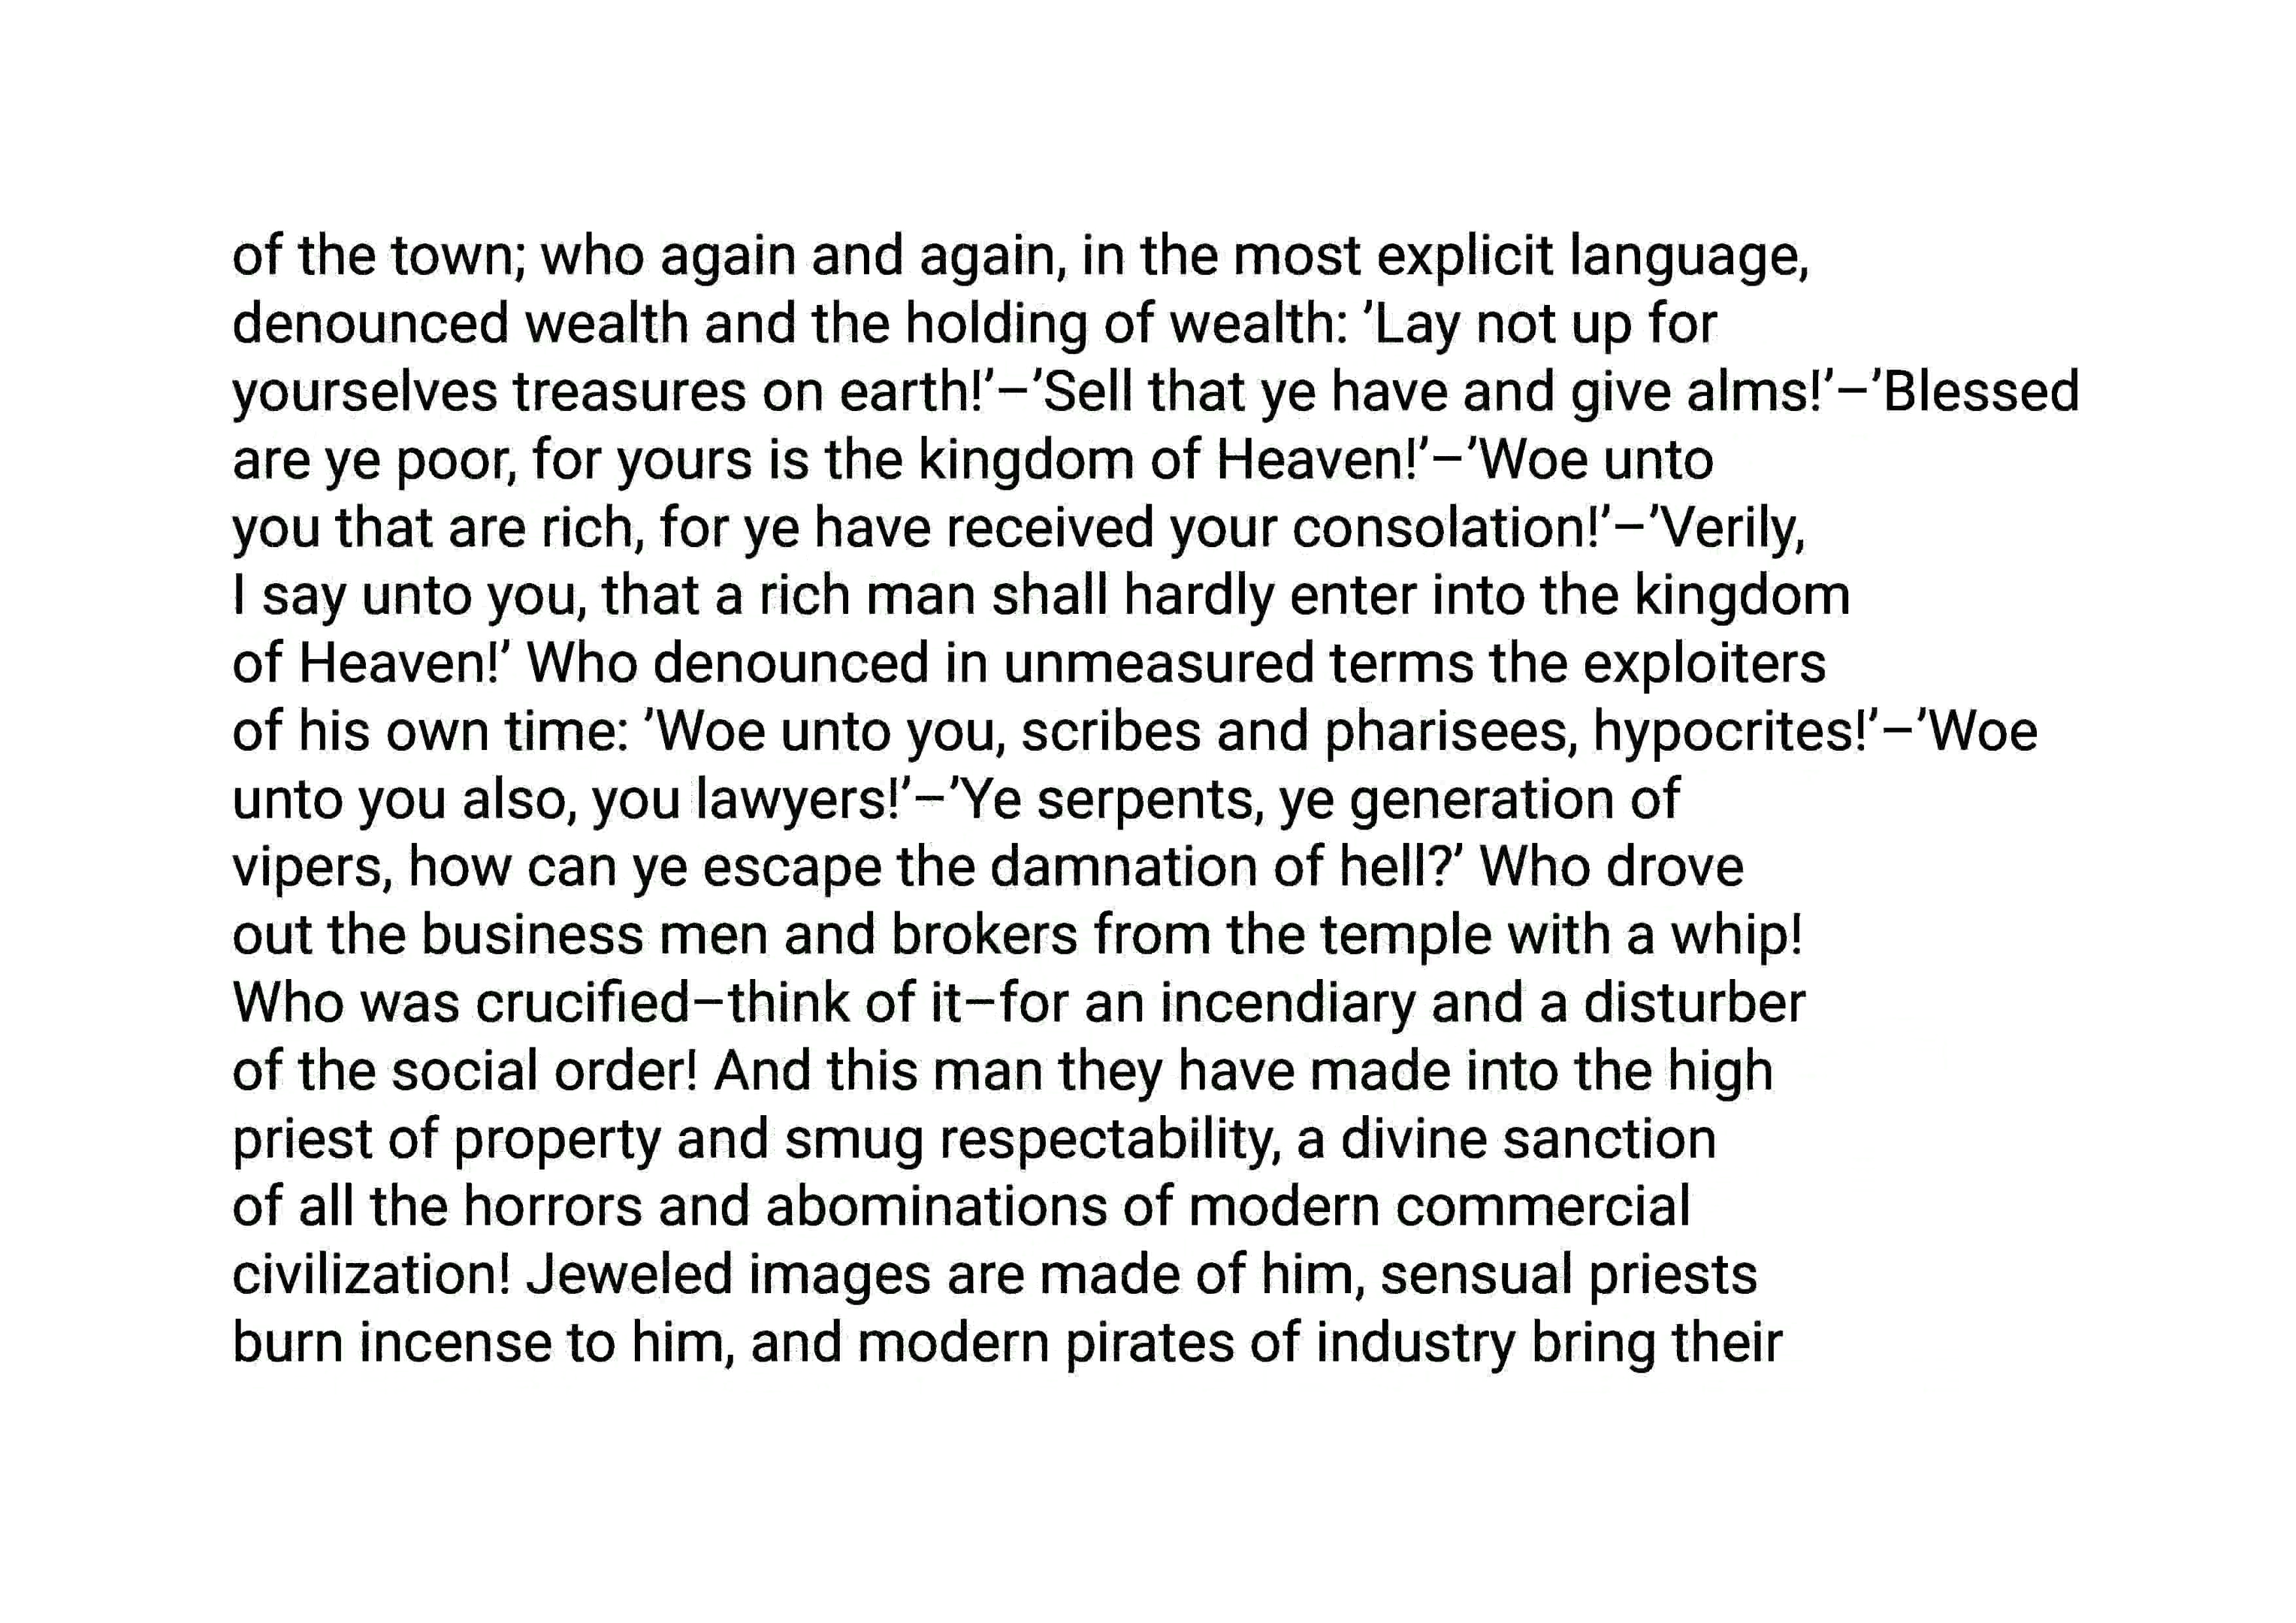 of the town; who again and again, in the most explicit language,
denounced wealth and the holding of wealth: ’Lay not up for
yourselves treasures on earth!’–’Sell that ye have and give alms!’–’Blessed
are ye poor, for yours is the kingdom of Heaven!’–’Woe unto
you that are rich, for ye have received your consolation!’–’Verily,
I say unto you, that a rich man shall hardly enter into the kingdom
of Heaven!’ Who denounced in unmeasured terms the exploiters
of his own time: ’Woe unto you, scribes and pharisees, hypocrites!’–’Woe
unto you also, you lawyers!’–’Ye serpents, ye generation of
vipers, how can ye escape the damnation of hell?’ Who drove
out the business men and brokers from the temple with a whip!
Who was crucified–think of it–for an incendiary and a disturber
of the social order! And this man they have made into the high
priest of property and smug respectability, a divine sanction
of all the horrors and abominations of modern commercial
civilization! Jeweled images are made of him, sensual priests
burn incense to him, and modern pirates of industry bring their